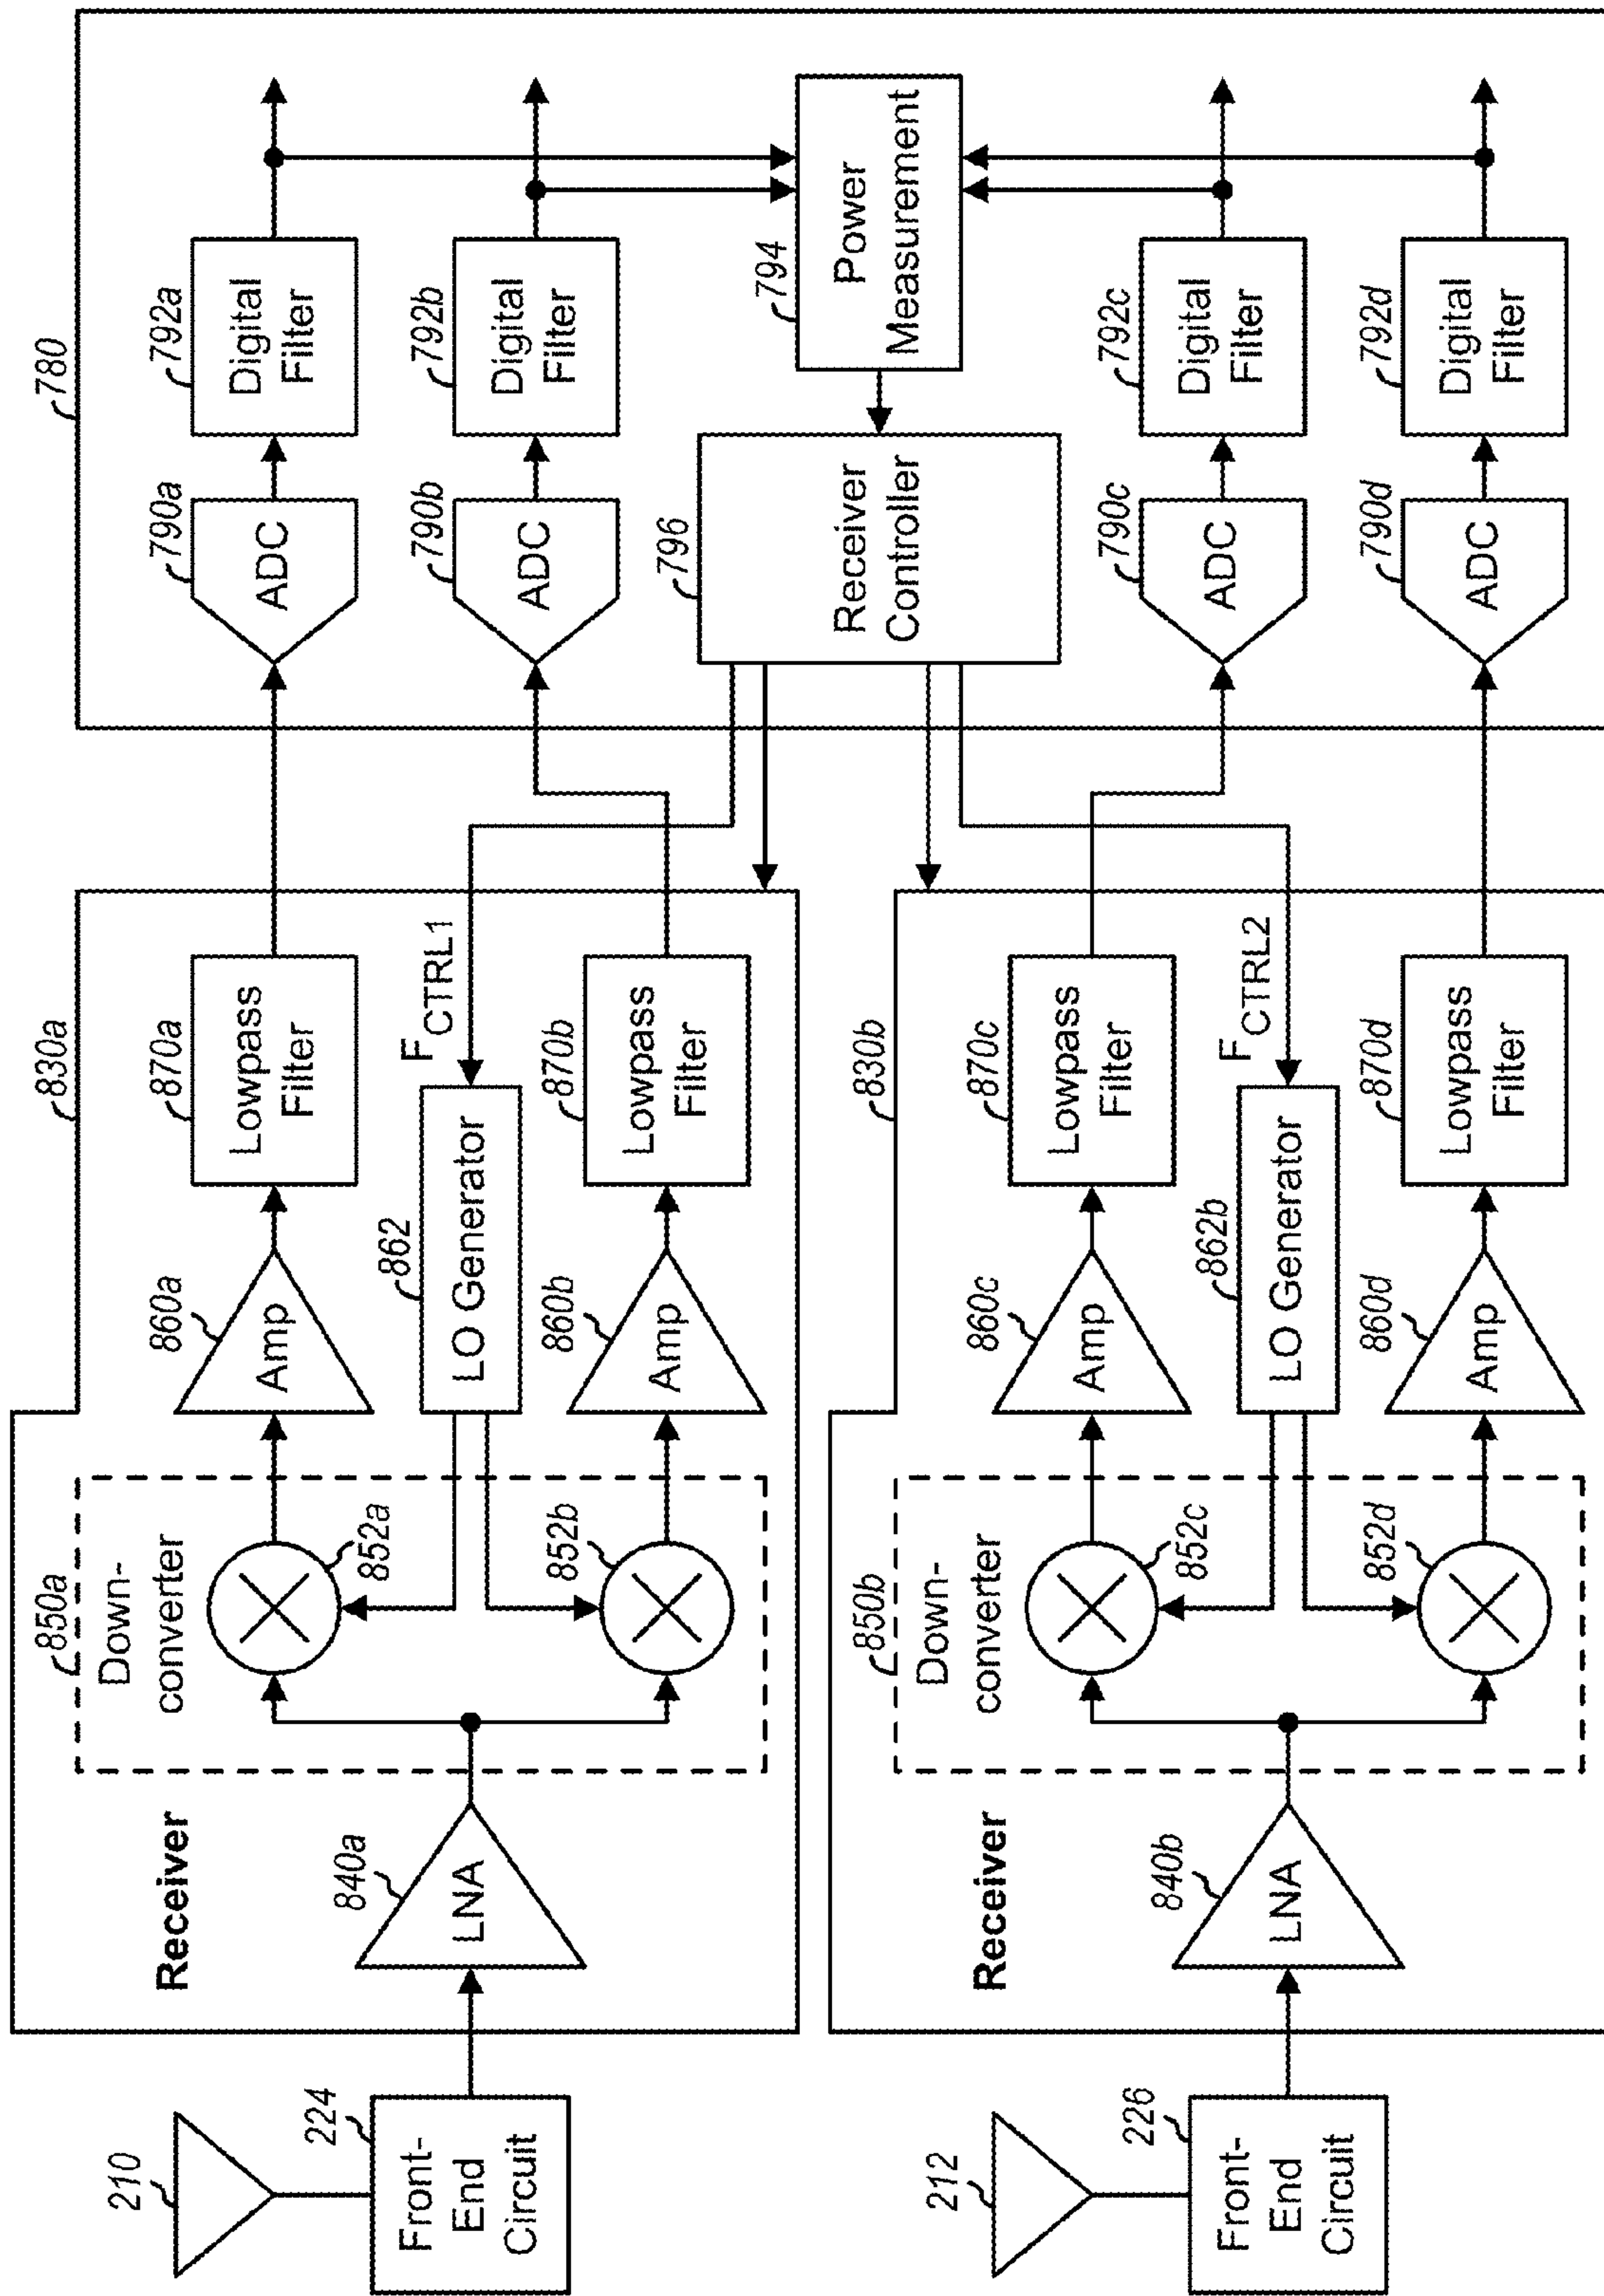 780
790a
ADC
792a
Digital
Filter
790b
ADC
792b
Digital
Filter
796
Receiver
Controller
794
Power
Measurement
790c
ADC
792c
Digital
Filter
790d
ADC
792d
Digital
Filter
830a
Receiver
210
224
Front-
End
Circuit
840a
LNA
850a
Down-
converter
852a
852b
860a
Amp
870a
Lowpass
Filter
862
LO Generator
FCTRL1
860b
Amp
870b
Lowpass
Filter
830b
Receiver
212
226
Front-
End
Circuit
840b
LNA
850b
Down-
converter
852c
852d
860c
Amp
870c
Lowpass
Filter
862b
LO Generator
FCTRL2
860d
Amp
870d
Lowpass
Filter